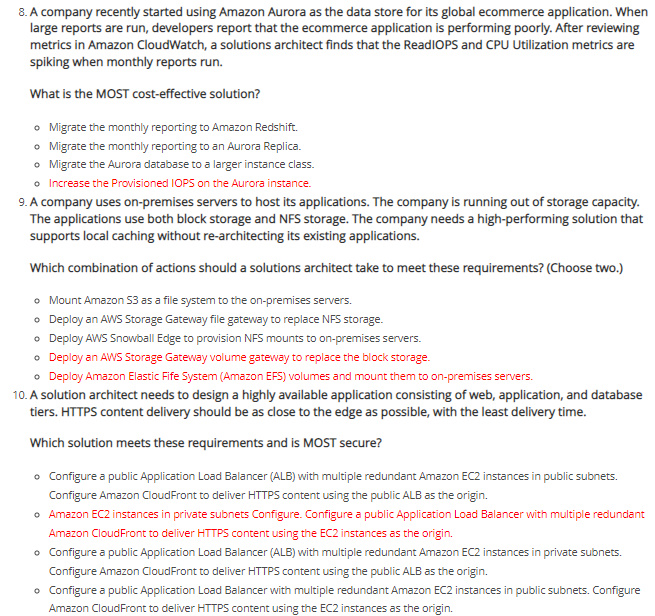 8. A company recently started using Amazon Aurora as the data store for its global ecommerce application. When
large reports are run, developers report that the ecommerce application is performing poorly. After reviewing
metrics in Amazon CloudWatch, a solutions architect finds that the ReadIOPS and CPU Utilization metrics are
spiking when monthly reports run.
What is the MOST cost-effective solution?
Migrate the monthly reporting to Amazon Redshift.
Migrate the monthly reporting to an Aurora Replica.
Migrate the Aurora database to a larger instance class.
Increase the Provisioned IOPS on the Aurora instance.
9. A company uses on-premises servers to host its applications. The company is running out of storage capacity.
The applications use both block storage and NFS storage. The company needs a high-performing solution that
supports local caching without re-architecting its existing applications.
Which combination of actions should a solutions architect take to meet these requirements? (Choose two.)
Mount Amazon S3 as a file system to the on-premises servers.
Deploy an AWS Storage Gateway file gateway to replace NFS storage.
Deploy AWS Snowball Edge to provision NFS mounts to on-premises servers.
Deploy an AWS Storage Gateway volume gateway to replace the block storage.
Deploy Amazon Elastic Fife System (Amazon EFS) volumes and mount them to on-premises servers.
10. A solution architect needs to design a highly available application consisting of web, application, and database
tiers. HTTPS content delivery should be as close to the edge as possible, with the least delivery time.
Which solution meets these requirements and is MOST secure?
Configure a public Application Load Balancer (ALB) with multiple redundant Amazon EC2 instances in public subnets.
Configure Amazon CloudFront to deliver HTTPS content using the public ALB as the origin.
Amazon EC2 instances in private subnets Configure. Configure a public Application Load Balancer with multiple redundant
Amazon CloudFront to deliver HTTPS content using the EC2 instances as the origin.
Configure a public Application Load Balancer (ALB) with multiple redundant Amazon EC2 instances in private subnets.
Configure Amazon CloudFront to deliver HTTPS content using the public ALB as the origin.
Configure a public Application Load Balancer with multiple redundant Amazon EC2 instances in public subnets. Configure
Amazon CloudFront to deliver HTTPS content using the EC2 instances as the origin.